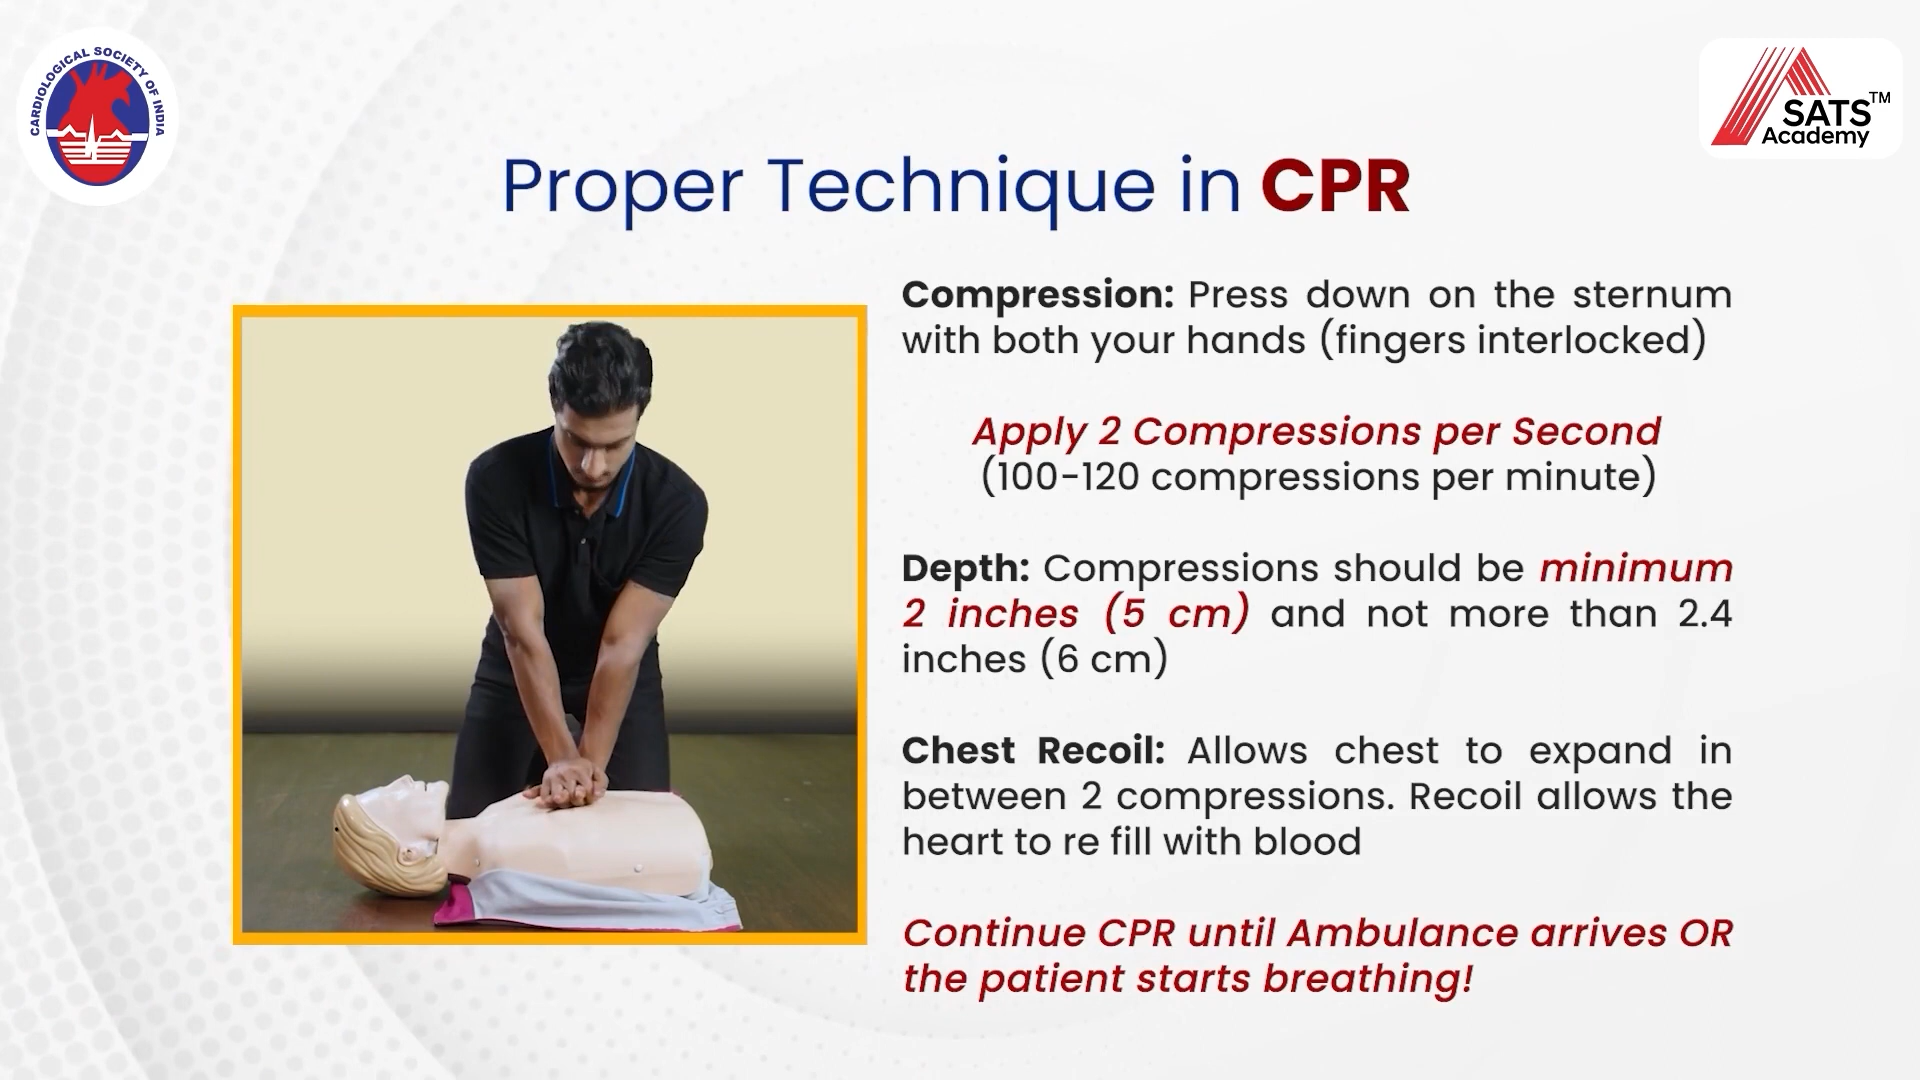 CARDIOLOGICAL SOCIETY OF INDIA
SATS™
Academy
Proper Technique in CPR
Compression: Press down on the sternum
with both your hands (fingers interlocked)
Apply 2 Compressions per Second
(100-120 compressions per minute)
Depth: Compressions should be minimum
2 inches (5 cm) and not more than 2.4
inches (6 cm)
Chest Recoil: Allows chest to expand in
between 2 compressions. Recoil allows the
heart to re fill with blood
Continue CPR until Ambulance arrives OR
the patient starts breathing!